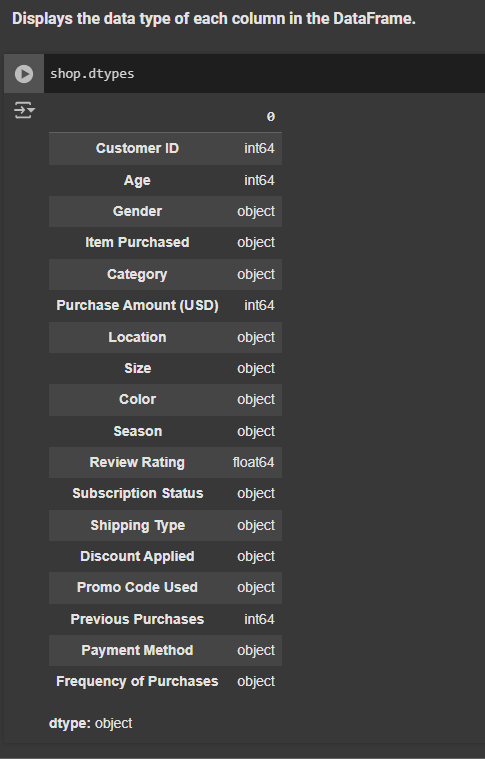 Displays the data type of each column in the DataFrame.
shop.dtypes
0
Customer ID int64
Age int64
Gender object
Item Purchased object
Category object
Purchase Amount (USD) int64
Location object
Size object
Color object
Season object
Review Rating float64
Subscription Status object
Shipping Type object
Discount Applied object
Promo Code Used object
Previous Purchases int64
Payment Method object
Frequency of Purchases object
dtype: object